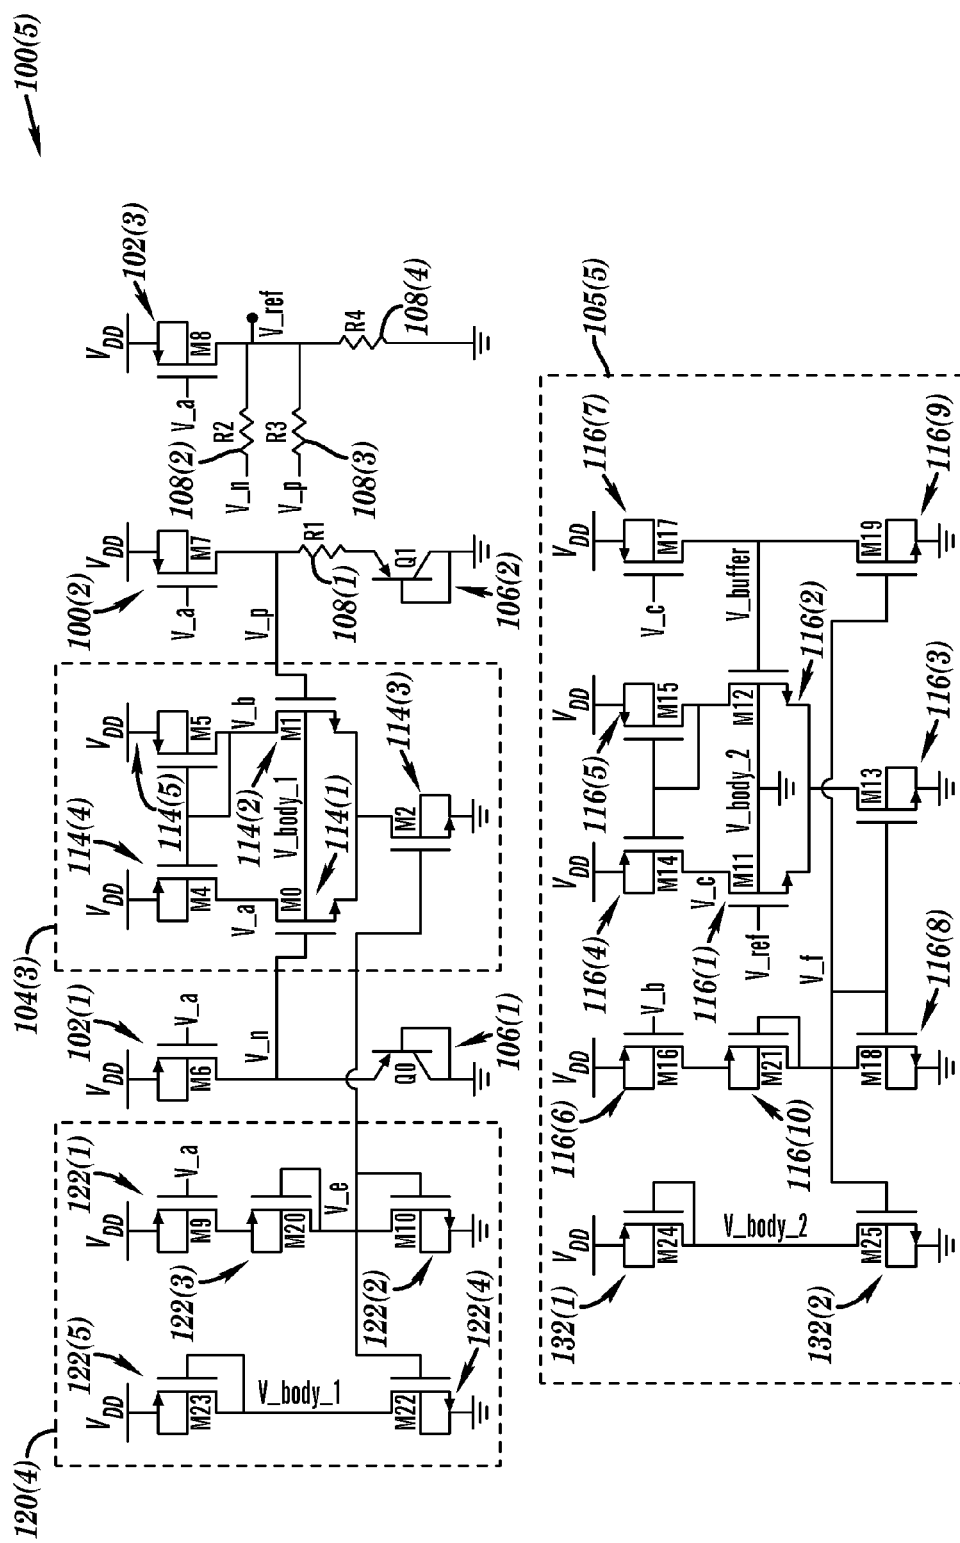 120(4)
104(3)
100(5)
122(5)
122(1)
102(1)
114(4)
114(5)
100(2)
102(3)
V_DD
V_DD
V_DD
V_DD
V_DD
V_DD
V_DD
M23
M9
V_a
M6
V_a
M4
M5
V_a
M7
V_a
M8
122(3)
M20
V_a
V_b
V_n
V_p
V_body_1
V_e
M0
114(2)
M1
V_body_1
114(1)
V_n
V_p
108(2)
R2
R3
108(3)
V_ref
R1
108(1)
R4
108(4)
M22
122(4)
122(2)
M10
Q0
106(1)
M2
114(3)
Q1
106(2)
105(5)
132(1)
116(6)
116(4)
116(5)
116(7)
V_DD
V_DD
V_DD
V_DD
V_DD
M24
M16
V_b
M14
M15
V_c
M17
M21
116(10)
V_body_2
V_c
116(1)
M11
V_body_2
M12
V_buffer
V_ref
116(2)
V_f
132(2)
M25
M18
116(8)
M13
116(3)
M19
116(9)